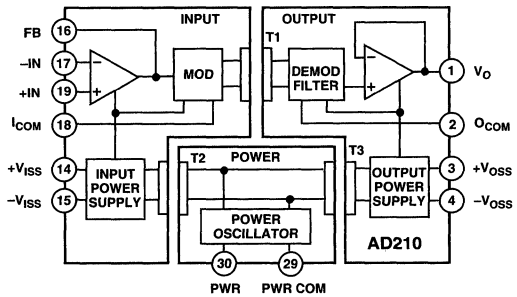 INPUT
OUTPUT
FB 16
T1
–IN 17
MOD
DEMOD
FILTER
1 VO
+IN 19
ICOM 18
2 OCOM
+VISS 14
INPUT
POWER
SUPPLY
T2
POWER
T3
OUTPUT
POWER
SUPPLY
3 +VOSS
–VISS 15
4 –VOSS
POWER
OSCILLATOR
AD210
30
29
PWR
PWR COM